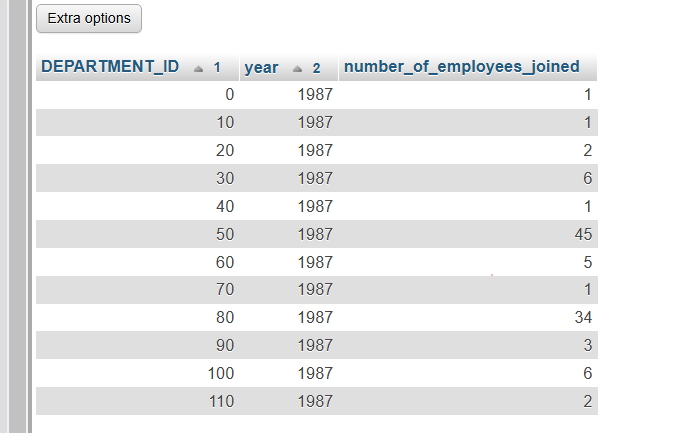 Extra options
DEPARTMENT_ID 1 year 2 number_of_employees_joined
0 1987 1
10 1987 1
20 1987 2
30 1987 6
40 1987 1
50 1987 45
60 1987 5
70 1987 1
80 1987 34
90 1987 3
100 1987 6
110 1987 2